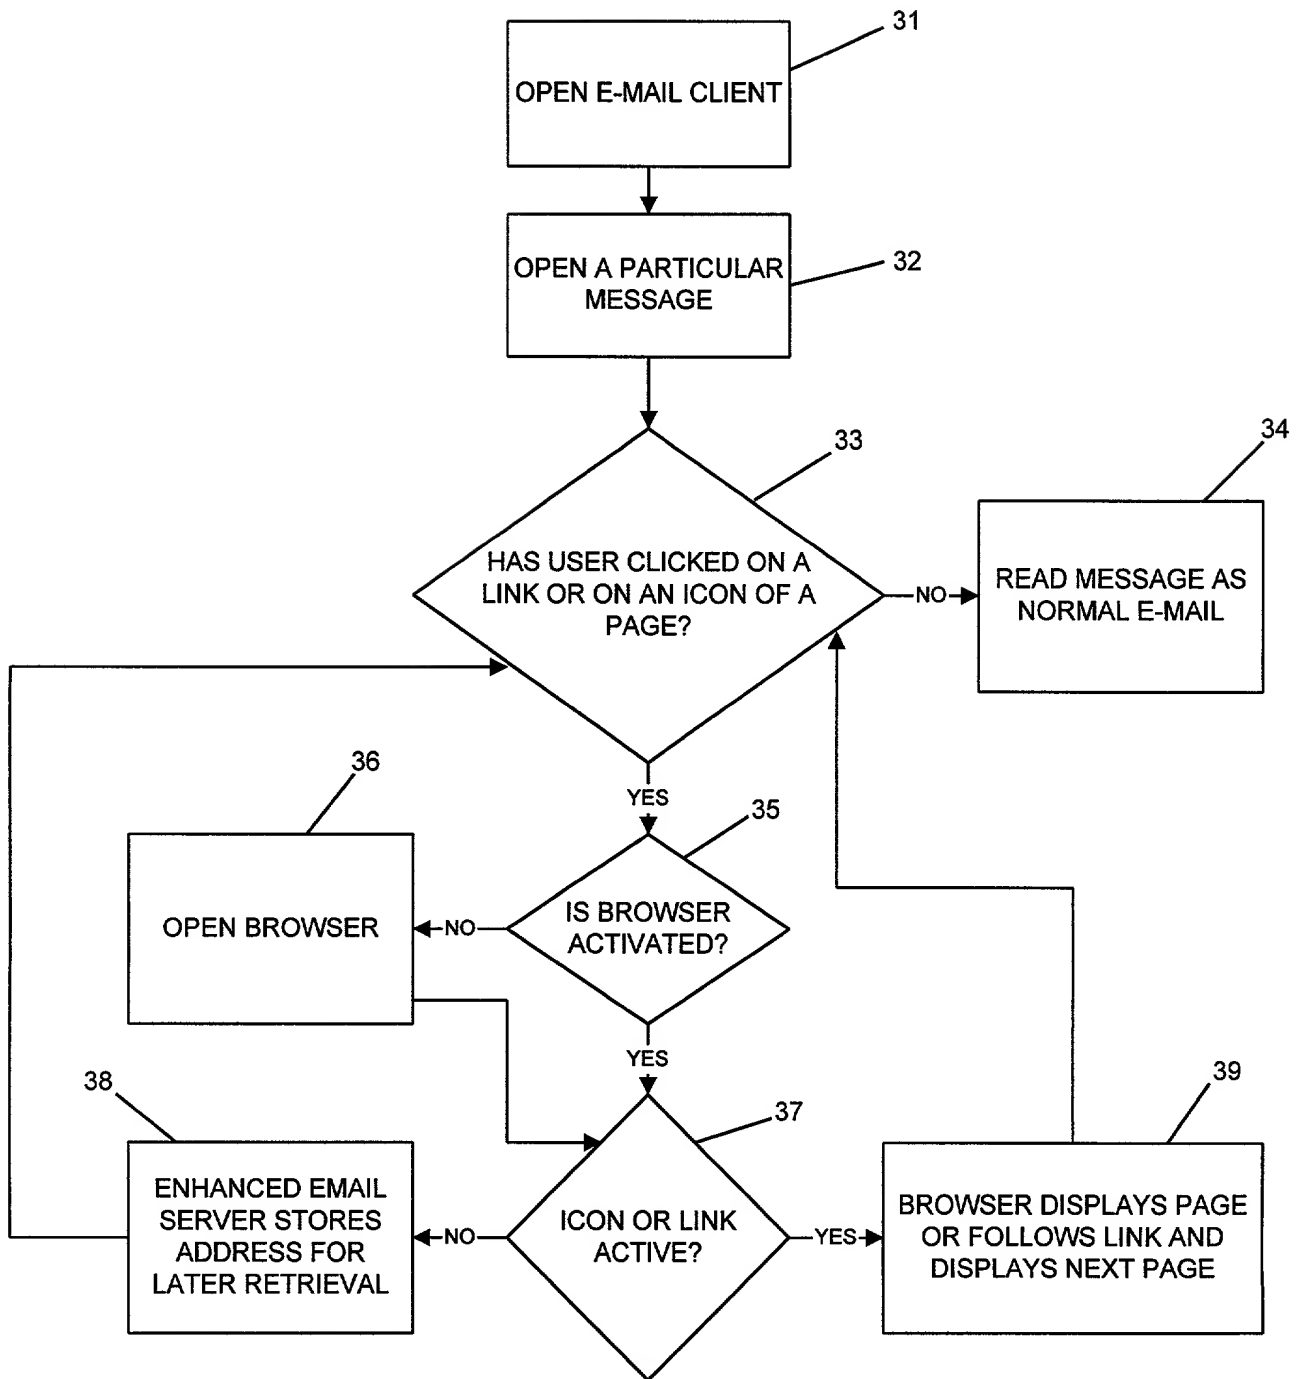 31
OPEN E-MAIL CLIENT
32
OPEN A PARTICULAR
MESSAGE
33
34
HAS USER CLICKED ON A
LINK OR ON AN ICON OF A
PAGE?
NO
READ MESSAGE AS
NORMAL E-MAIL
36
YES
35
OPEN BROWSER
NO
IS BROWSER
ACTIVATED?
YES
38
37
39
ENHANCED EMAIL
SERVER STORES
ADDRESS FOR
LATER RETRIEVAL
NO
ICON OR LINK
ACTIVE?
YES
BROWSER DISPLAYS PAGE
OR FOLLOWS LINK AND
DISPLAYS NEXT PAGE